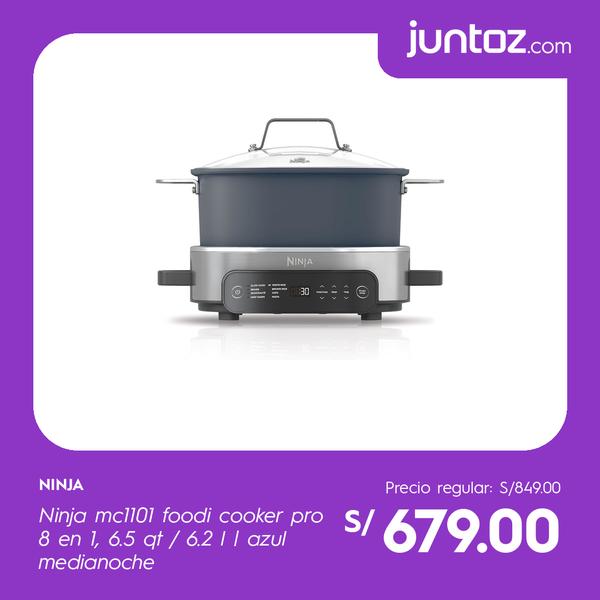 juntoz.com
NINJA
30
NINJA
Ninja mc1101 foodi cooker pro
8 en 1, 6.5 qt / 6.2 l | azul
medianoche
Precio regular: S/849.00
S/ 679.00